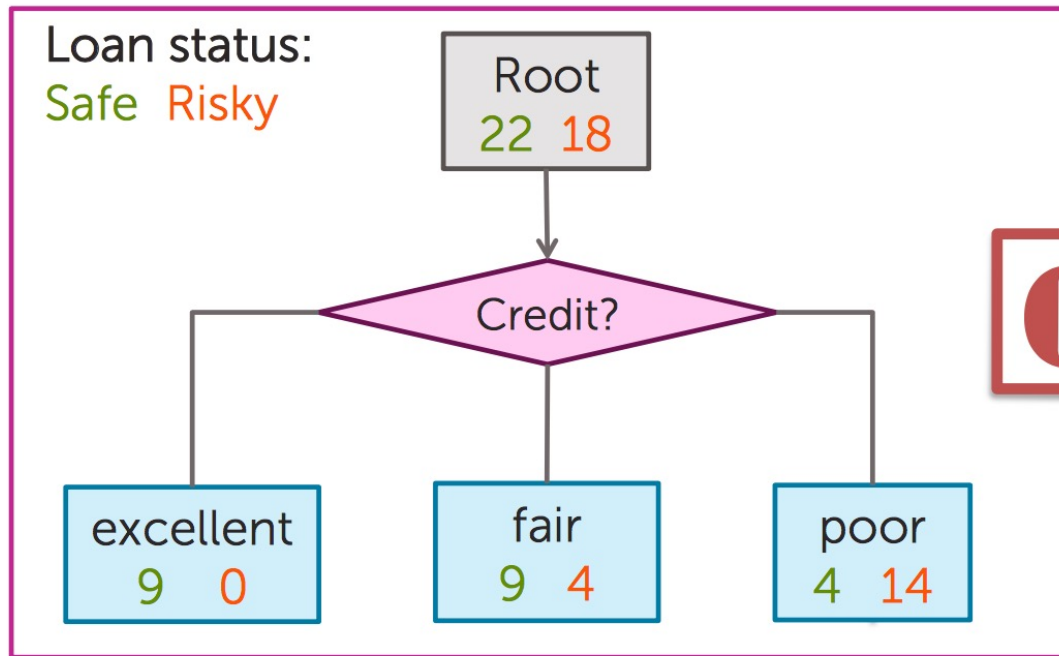 Loan status:
Safe Risky
Root
22 18
Credit?
excellent
9 0
fair
9 4
poor
4 14